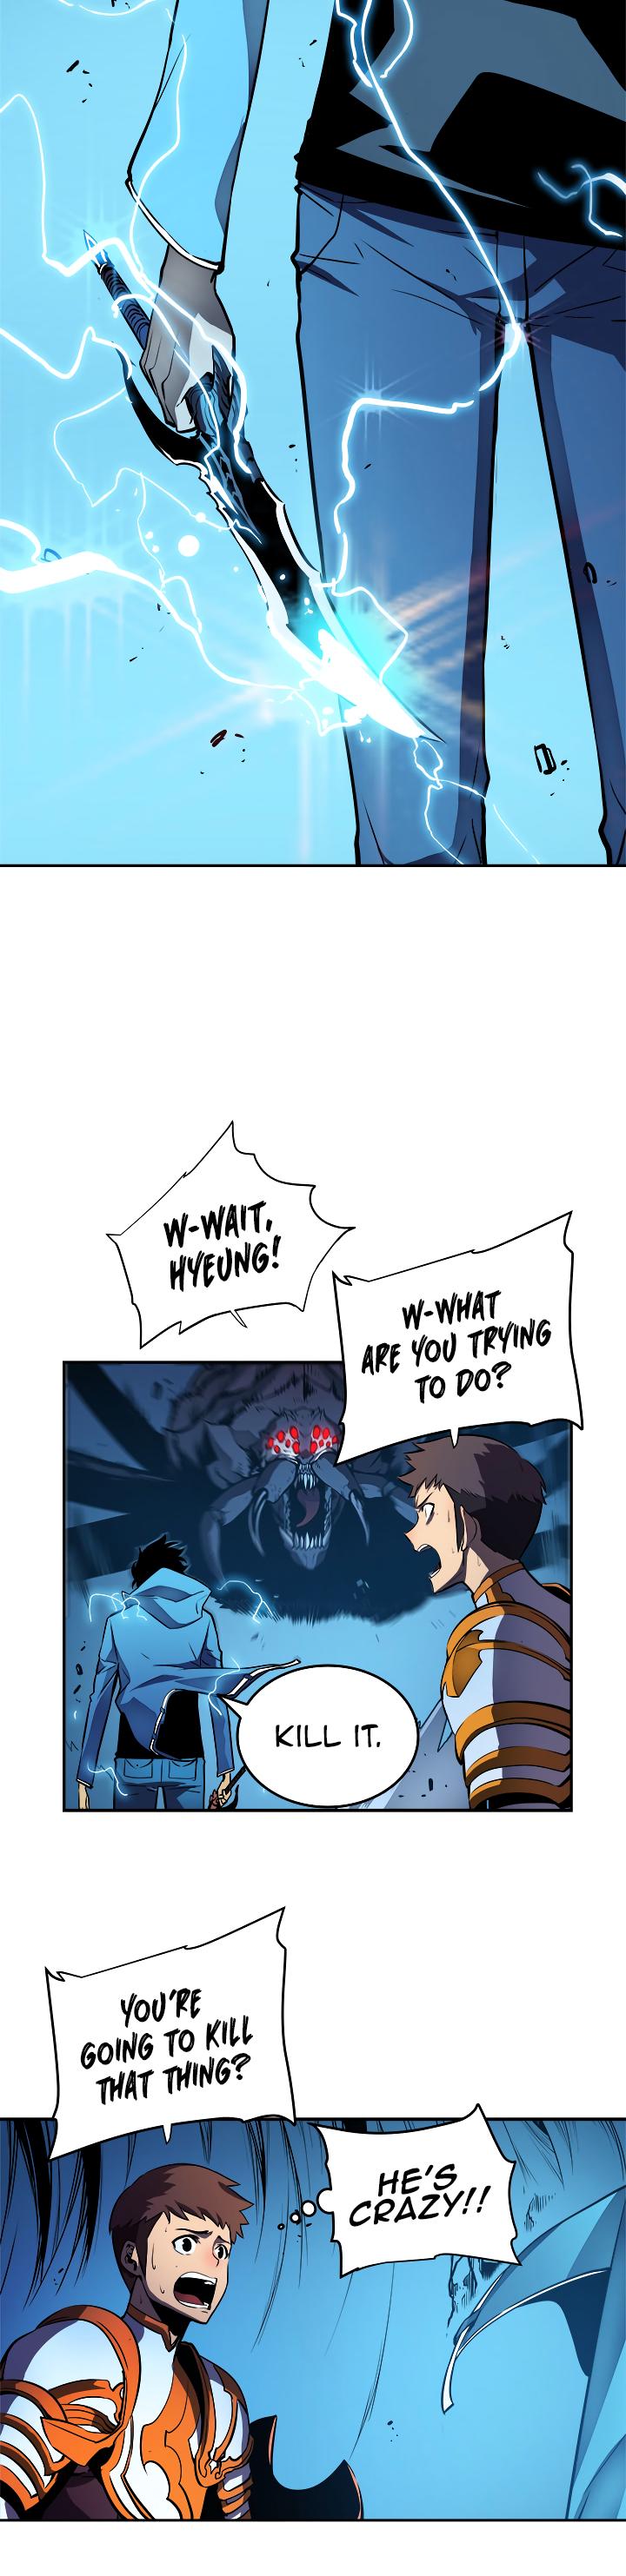 W-WAIT,
HYEUNG!
W-WHAT
ARE YOU TRYING
TO DO?
KILL IT.
YOU'RE
GOING TO KILL
THAT THING?
HE'S
CRAZY!!